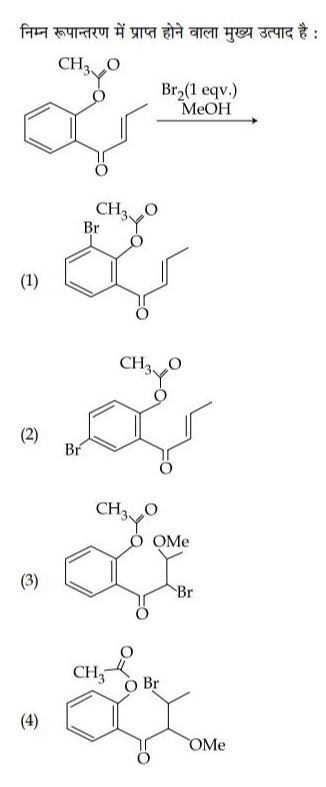 निम्न रूपान्तरण में प्राप्त होने वाला मुख्य उत्पाद है :
CH₃ O
O
Br₂(1 eqv.)
MeOH
O
(1)
CH₃ O
Br
O
O
(2)
CH₃ O
O
Br
O
(3)
CH₃ O
O OMe
Br
O
(4)
O
CH₃
O Br
OMe
O